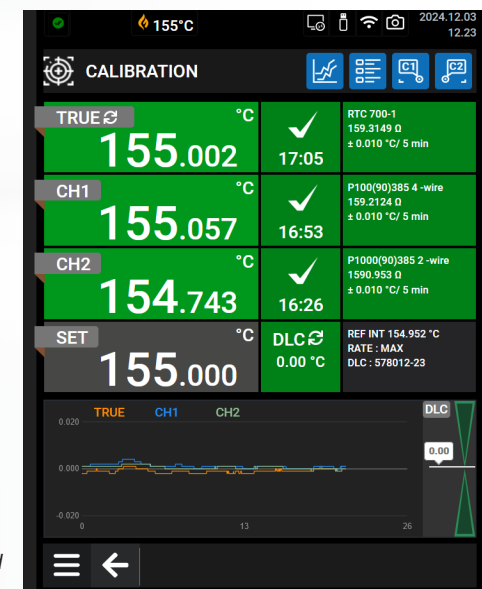 155°C
2024.12.03
12.23
CALIBRATION
C1
C2
TRUE
°C
155.002
17:05
RTC 700-1
159.3149 Ω
± 0.010 °C/ 5 min
CH1
°C
155.057
16:53
P100(90)385 4 -wire
159.2124 Ω
± 0.010 °C/ 5 min
CH2
°C
154.743
16:26
P1000(90)385 2 -wire
1590.953 Ω
± 0.010 °C/ 5 min
SET
°C
155.000
DLC
0.00 °C
REF INT 154.952 °C
RATE : MAX
DLC : 578012-23
TRUE CH1 CH2
DLC
0.020
0.00
0.000
-0.020
0 13 26